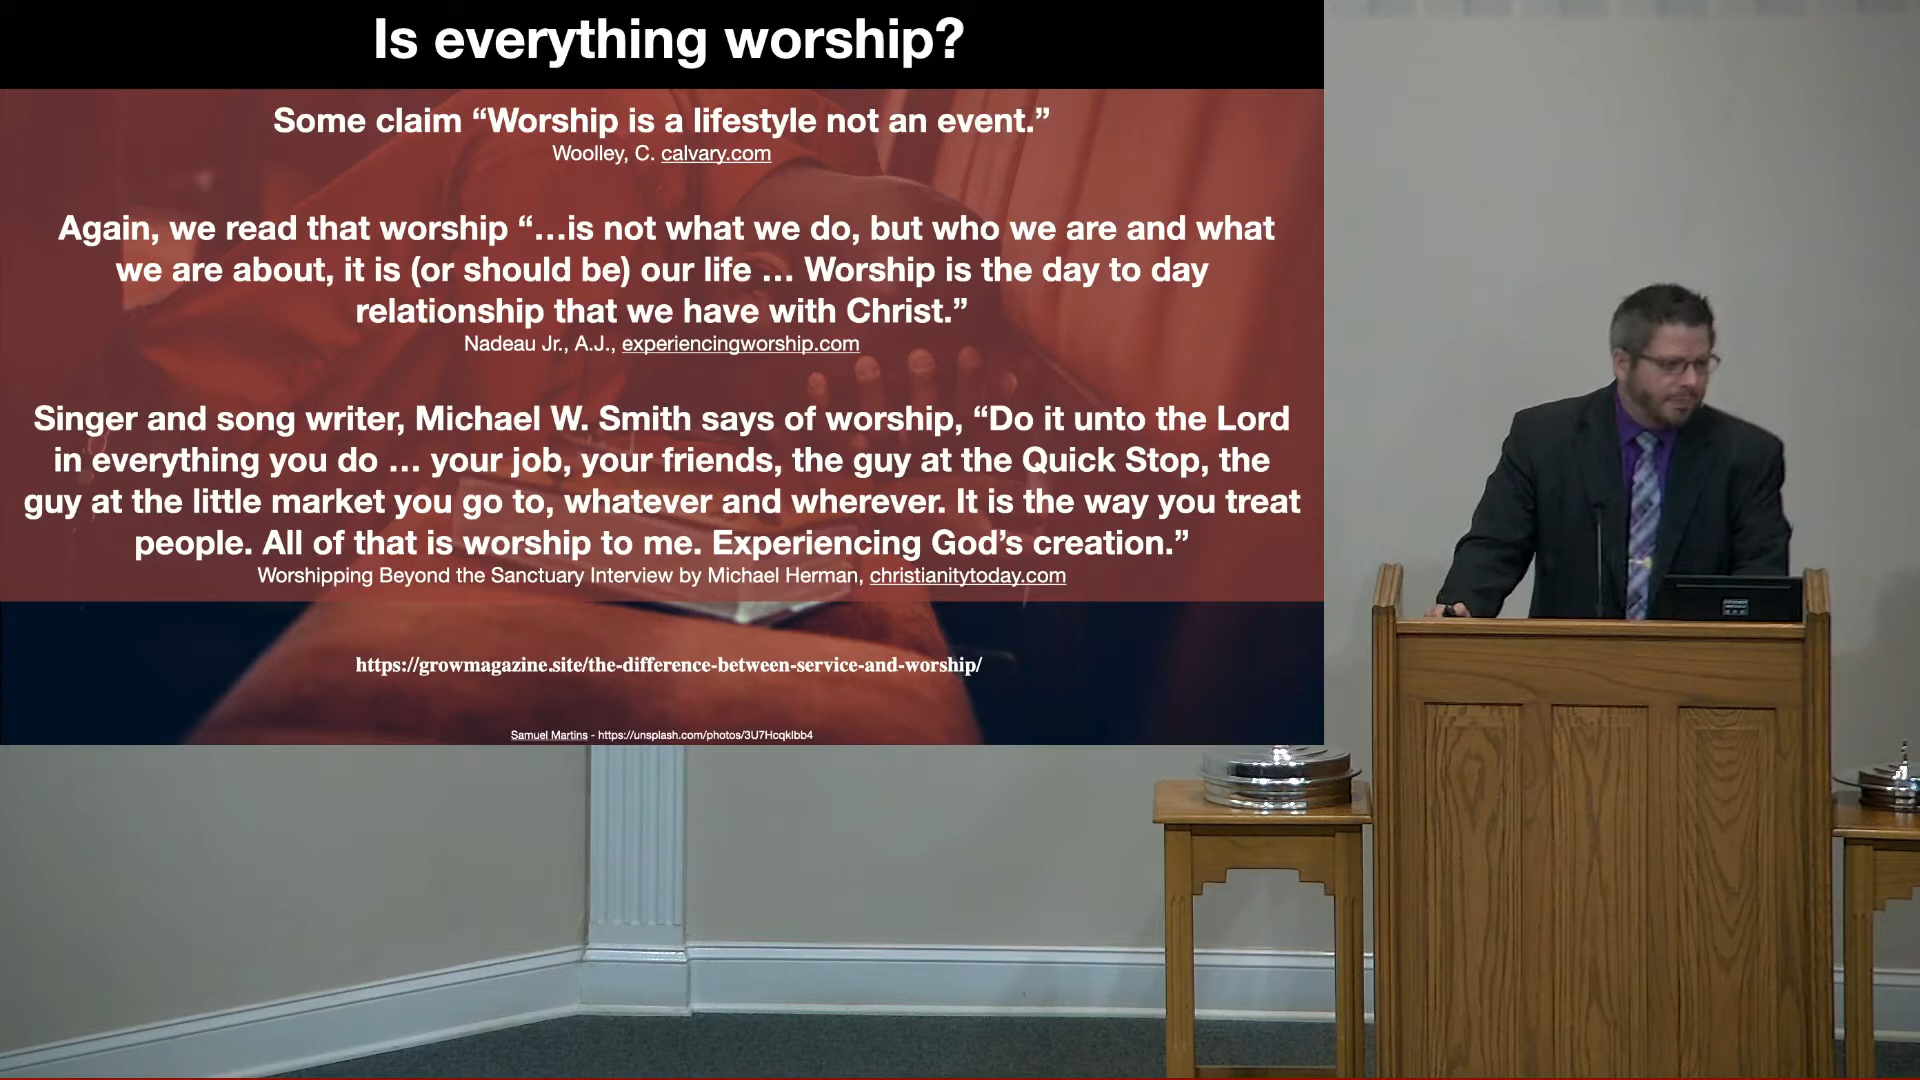 Is everything worship?
Some claim “Worship is a lifestyle not an event.”
Woolley, C. calvary.com
Again, we read that worship “…is not what we do, but who we are and what
we are about, it is (or should be) our life … Worship is the day to day
relationship that we have with Christ.”
Nadeau Jr., A.J., experiencingworship.com
Singer and song writer, Michael W. Smith says of worship, “Do it unto the Lord
in everything you do … your job, your friends, the guy at the Quick Stop, the
guy at the little market you go to, whatever and wherever. It is the way you treat
people. All of that is worship to me. Experiencing God’s creation.”
Worshipping Beyond the Sanctuary Interview by Michael Herman, christianitytoday.com
https://growmagazine.site/the-difference-between-service-and-worship/
Samuel Martins - https://unsplash.com/photos/3U7Hcqklbb4